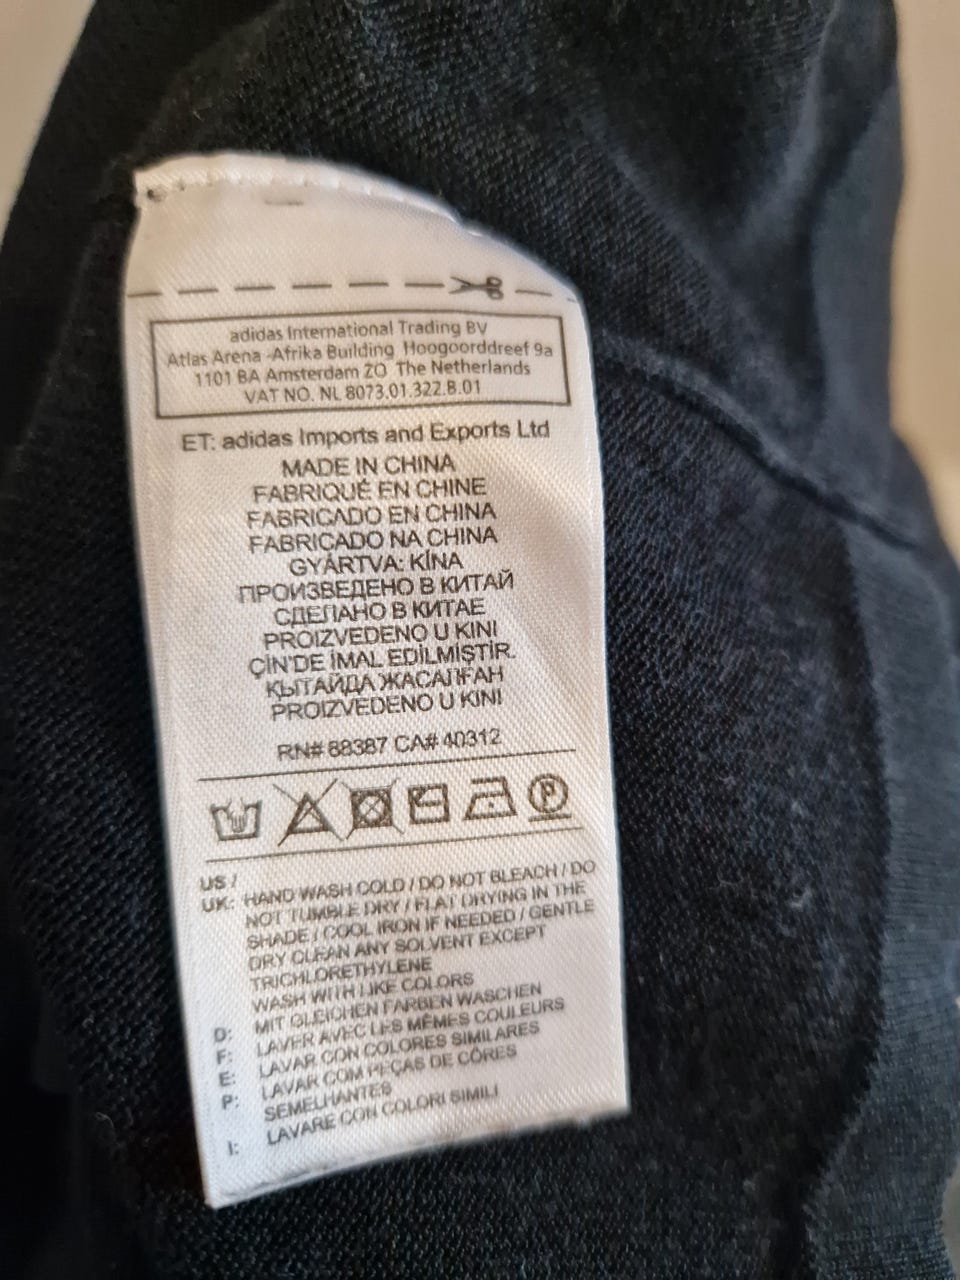 adidas International Trading BV
Atlas Arena -Afrika Building Hoogoorddreef 9a
1101 BA Amsterdam ZO The Netherlands
VAT NO. NL 8073.01.322.B.01
ET: adidas Imports and Exports Ltd
MADE IN CHINA
FABRIQUÉ EN CHINE
FABRICADO EN CHINA
FABRICADO NA CHINA
GYÁRTVA: KÍNA
ПРОИЗВЕДЕНО В КИТАЙ
СДЕЛАНО В КИТАЕ
PROIZVEDENO U KINI
ÇİN'DE İMAL EDİLMİŞTİR.
ҚЫТАЙДА ЖАСАЛҒАН
PROIZVEDENO U KINI
RN# 88387 CA# 40312
P
US /
UK: HAND WASH COLD / DO NOT BLEACH / DO
NOT TUMBLE DRY / FLAT DRYING IN THE
SHADE / COOL IRON IF NEEDED / GENTLE
DRY CLEAN ANY SOLVENT EXCEPT
TRICHLORETHYLENE
WASH WITH LIKE COLORS
D: MIT GLEICHEN FARBEN WASCHEN
F: LAVER AVEC LES MÊMES COULEURS
E: LAVAR CON COLORES SIMILARES
P: LAVAR COM PEÇAS DE CÔRES
SEMELHANTES
I: LAVARE CON COLORI SIMILI